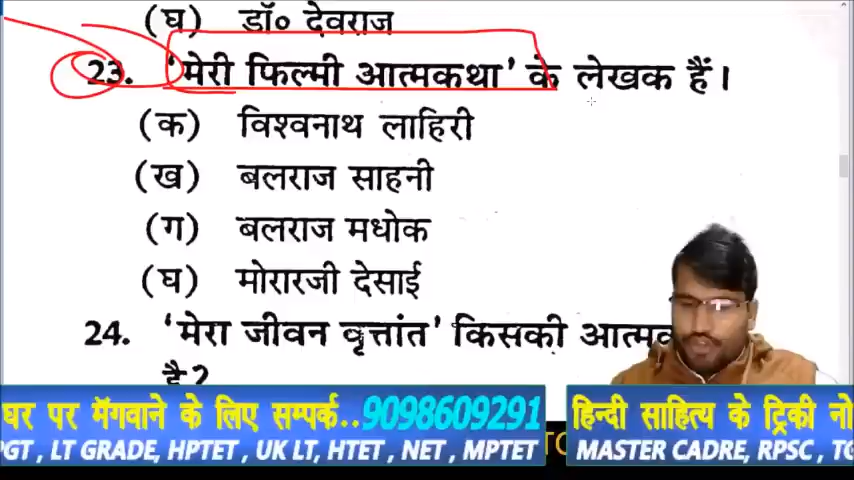 (घ) डॉ० देवराज
23. 'मेरी फिल्मी आत्मकथा' के लेखक हैं।
(क) विश्वनाथ लाहिरी
(ख) बलराज साहनी
(ग) बलराज मधोक
(घ) मोरारजी देसाई
24. 'मेरा जीवन वृत्तांत' किसकी
है?
घर पर मॅगवाने के लिए सम्पर्क..9098609291
हिन्दी साहित्य के ट्रिकी
PGT , LT GRADE, HPTET , UK LT, HTET , NET , MPTET
MASTER CADRE, RPSC ,